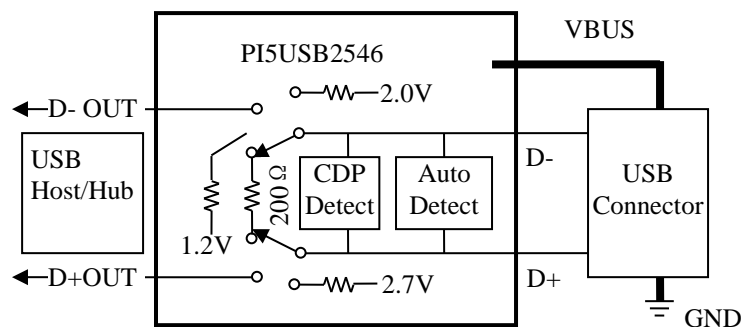 PI5USB2546
VBUS
2.0V
D- OUT
USB
Host/Hub
200Ω
CDP
Detect
Auto
Detect
D-
USB
Connector
1.2V
D+OUT
2.7V
D+
GND